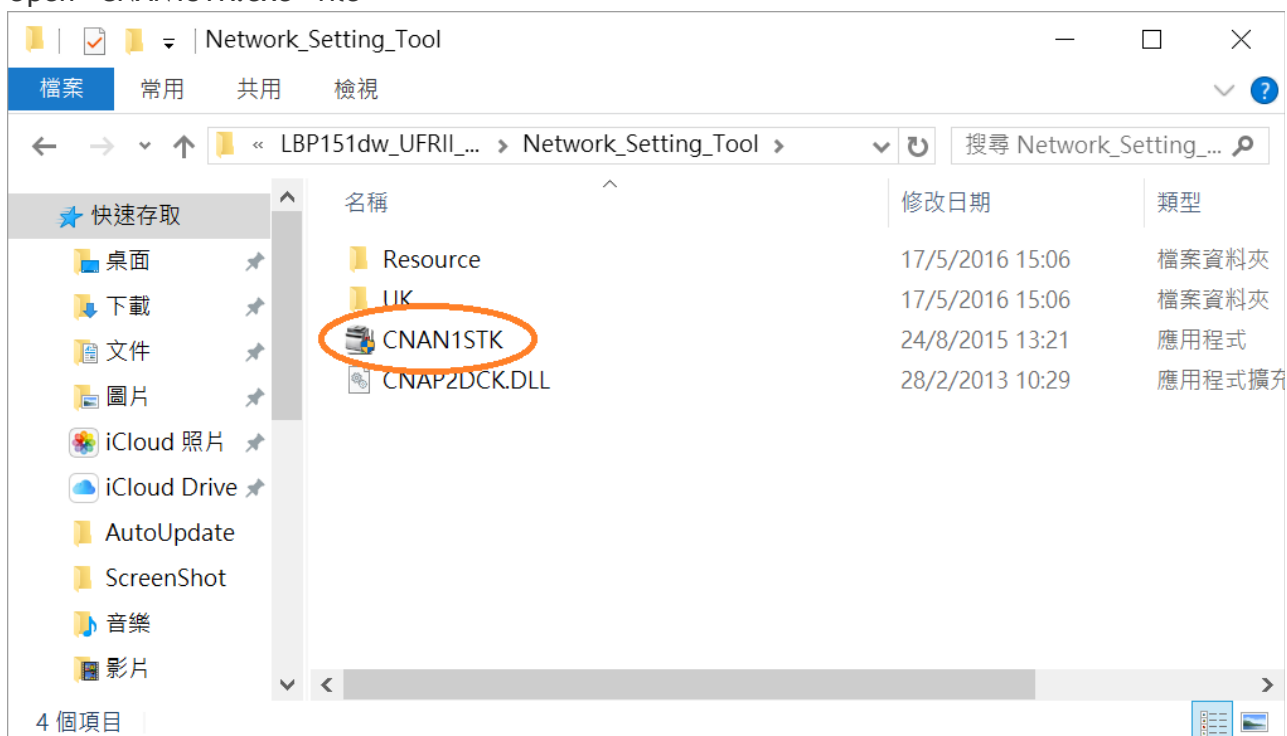 Network_Setting_Tool
檔案 常用 共用 檢視
« LBP151dw_UFRII_... › Network_Setting_Tool › 搜尋 Network_Setting_...
名稱 修改日期 類型
快速存取
桌面
下載
文件
圖片
iCloud 照片
iCloud Drive
AutoUpdate
ScreenShot
音樂
影片
Resource 17/5/2016 15:06 檔案資料夾
UK 17/5/2016 15:06 檔案資料夾
CNAN1STK 24/8/2015 13:21 應用程式
CNAP2DCK.DLL 28/2/2013 10:29 應用程式擴充
4 個項目